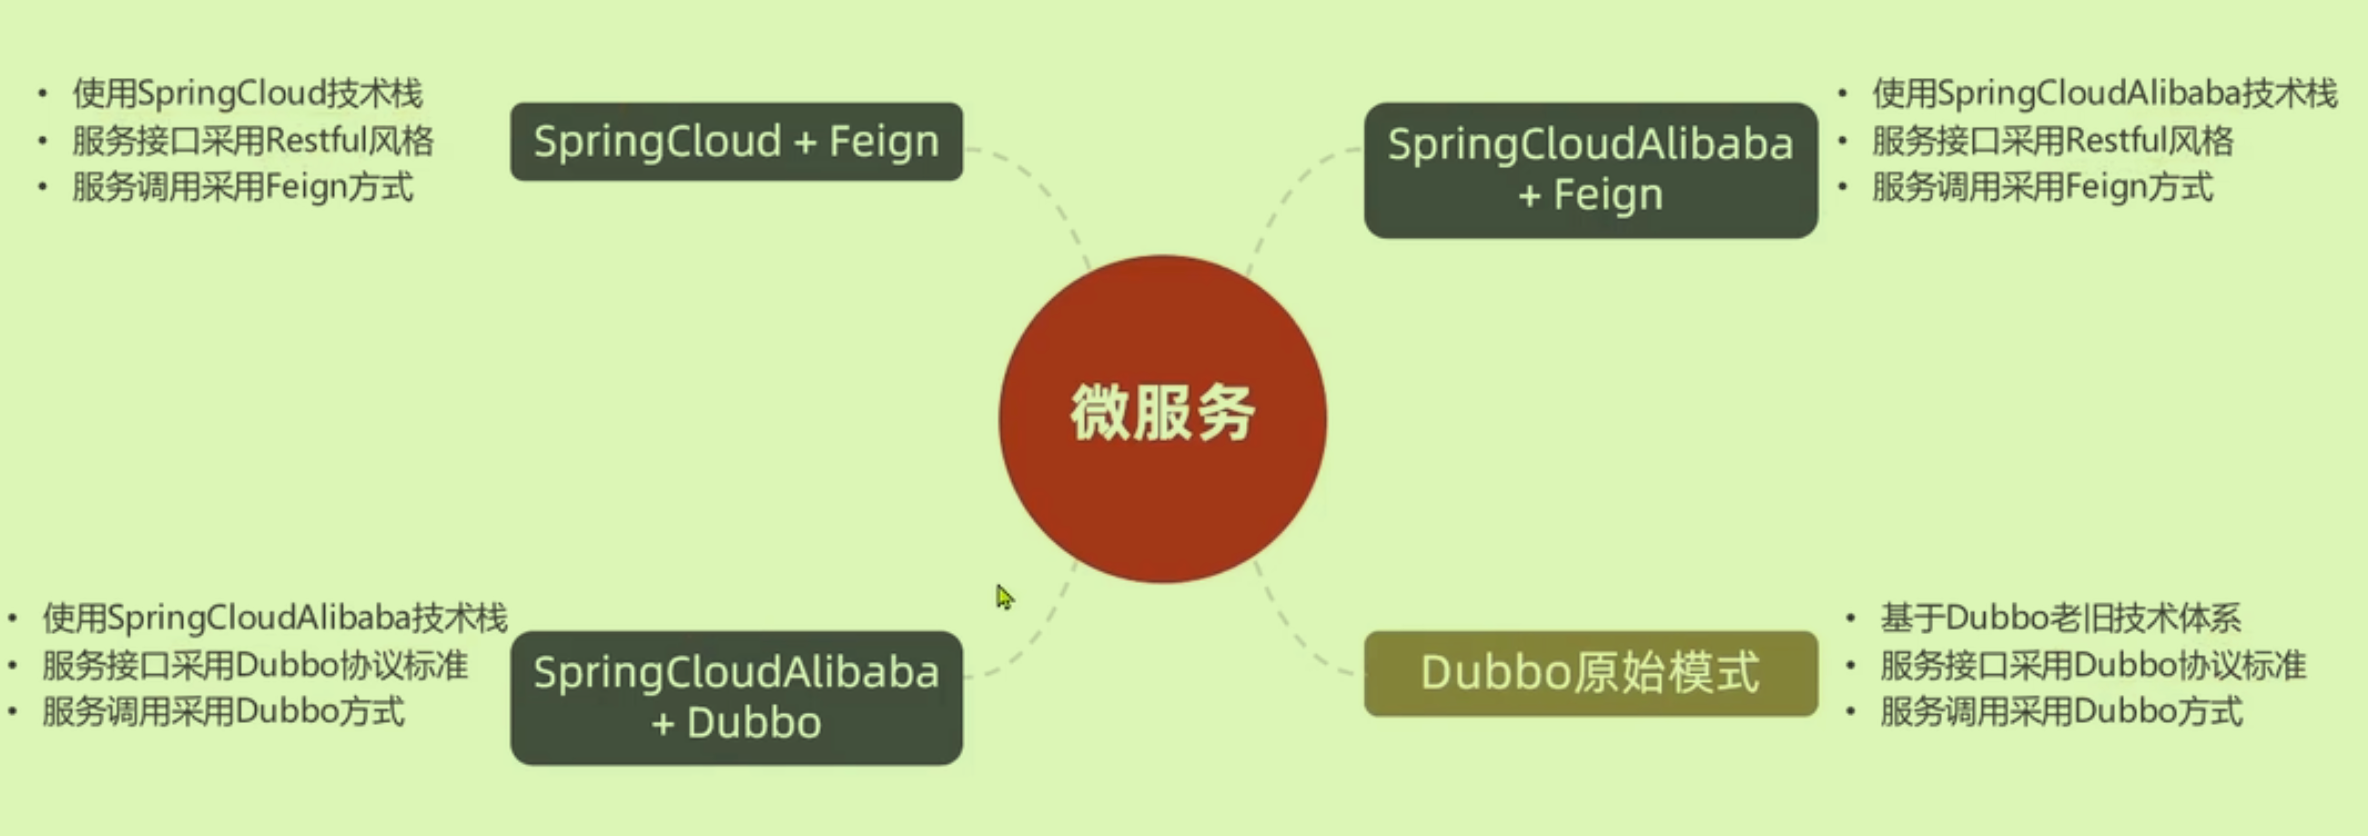 使用SpringCloud技术栈
服务接口采用Restful风格
服务调用采用Feign方式
SpringCloud + Feign
SpringCloudAlibaba
+ Feign
使用SpringCloudAlibaba技术栈
服务接口采用Restful风格
服务调用采用Feign方式
微服务
使用SpringCloudAlibaba技术栈
服务接口采用Dubbo协议标准
服务调用采用Dubbo方式
SpringCloudAlibaba
+ Dubbo
Dubbo原始模式
基于Dubbo老旧技术体系
服务接口采用Dubbo协议标准
服务调用采用Dubbo方式